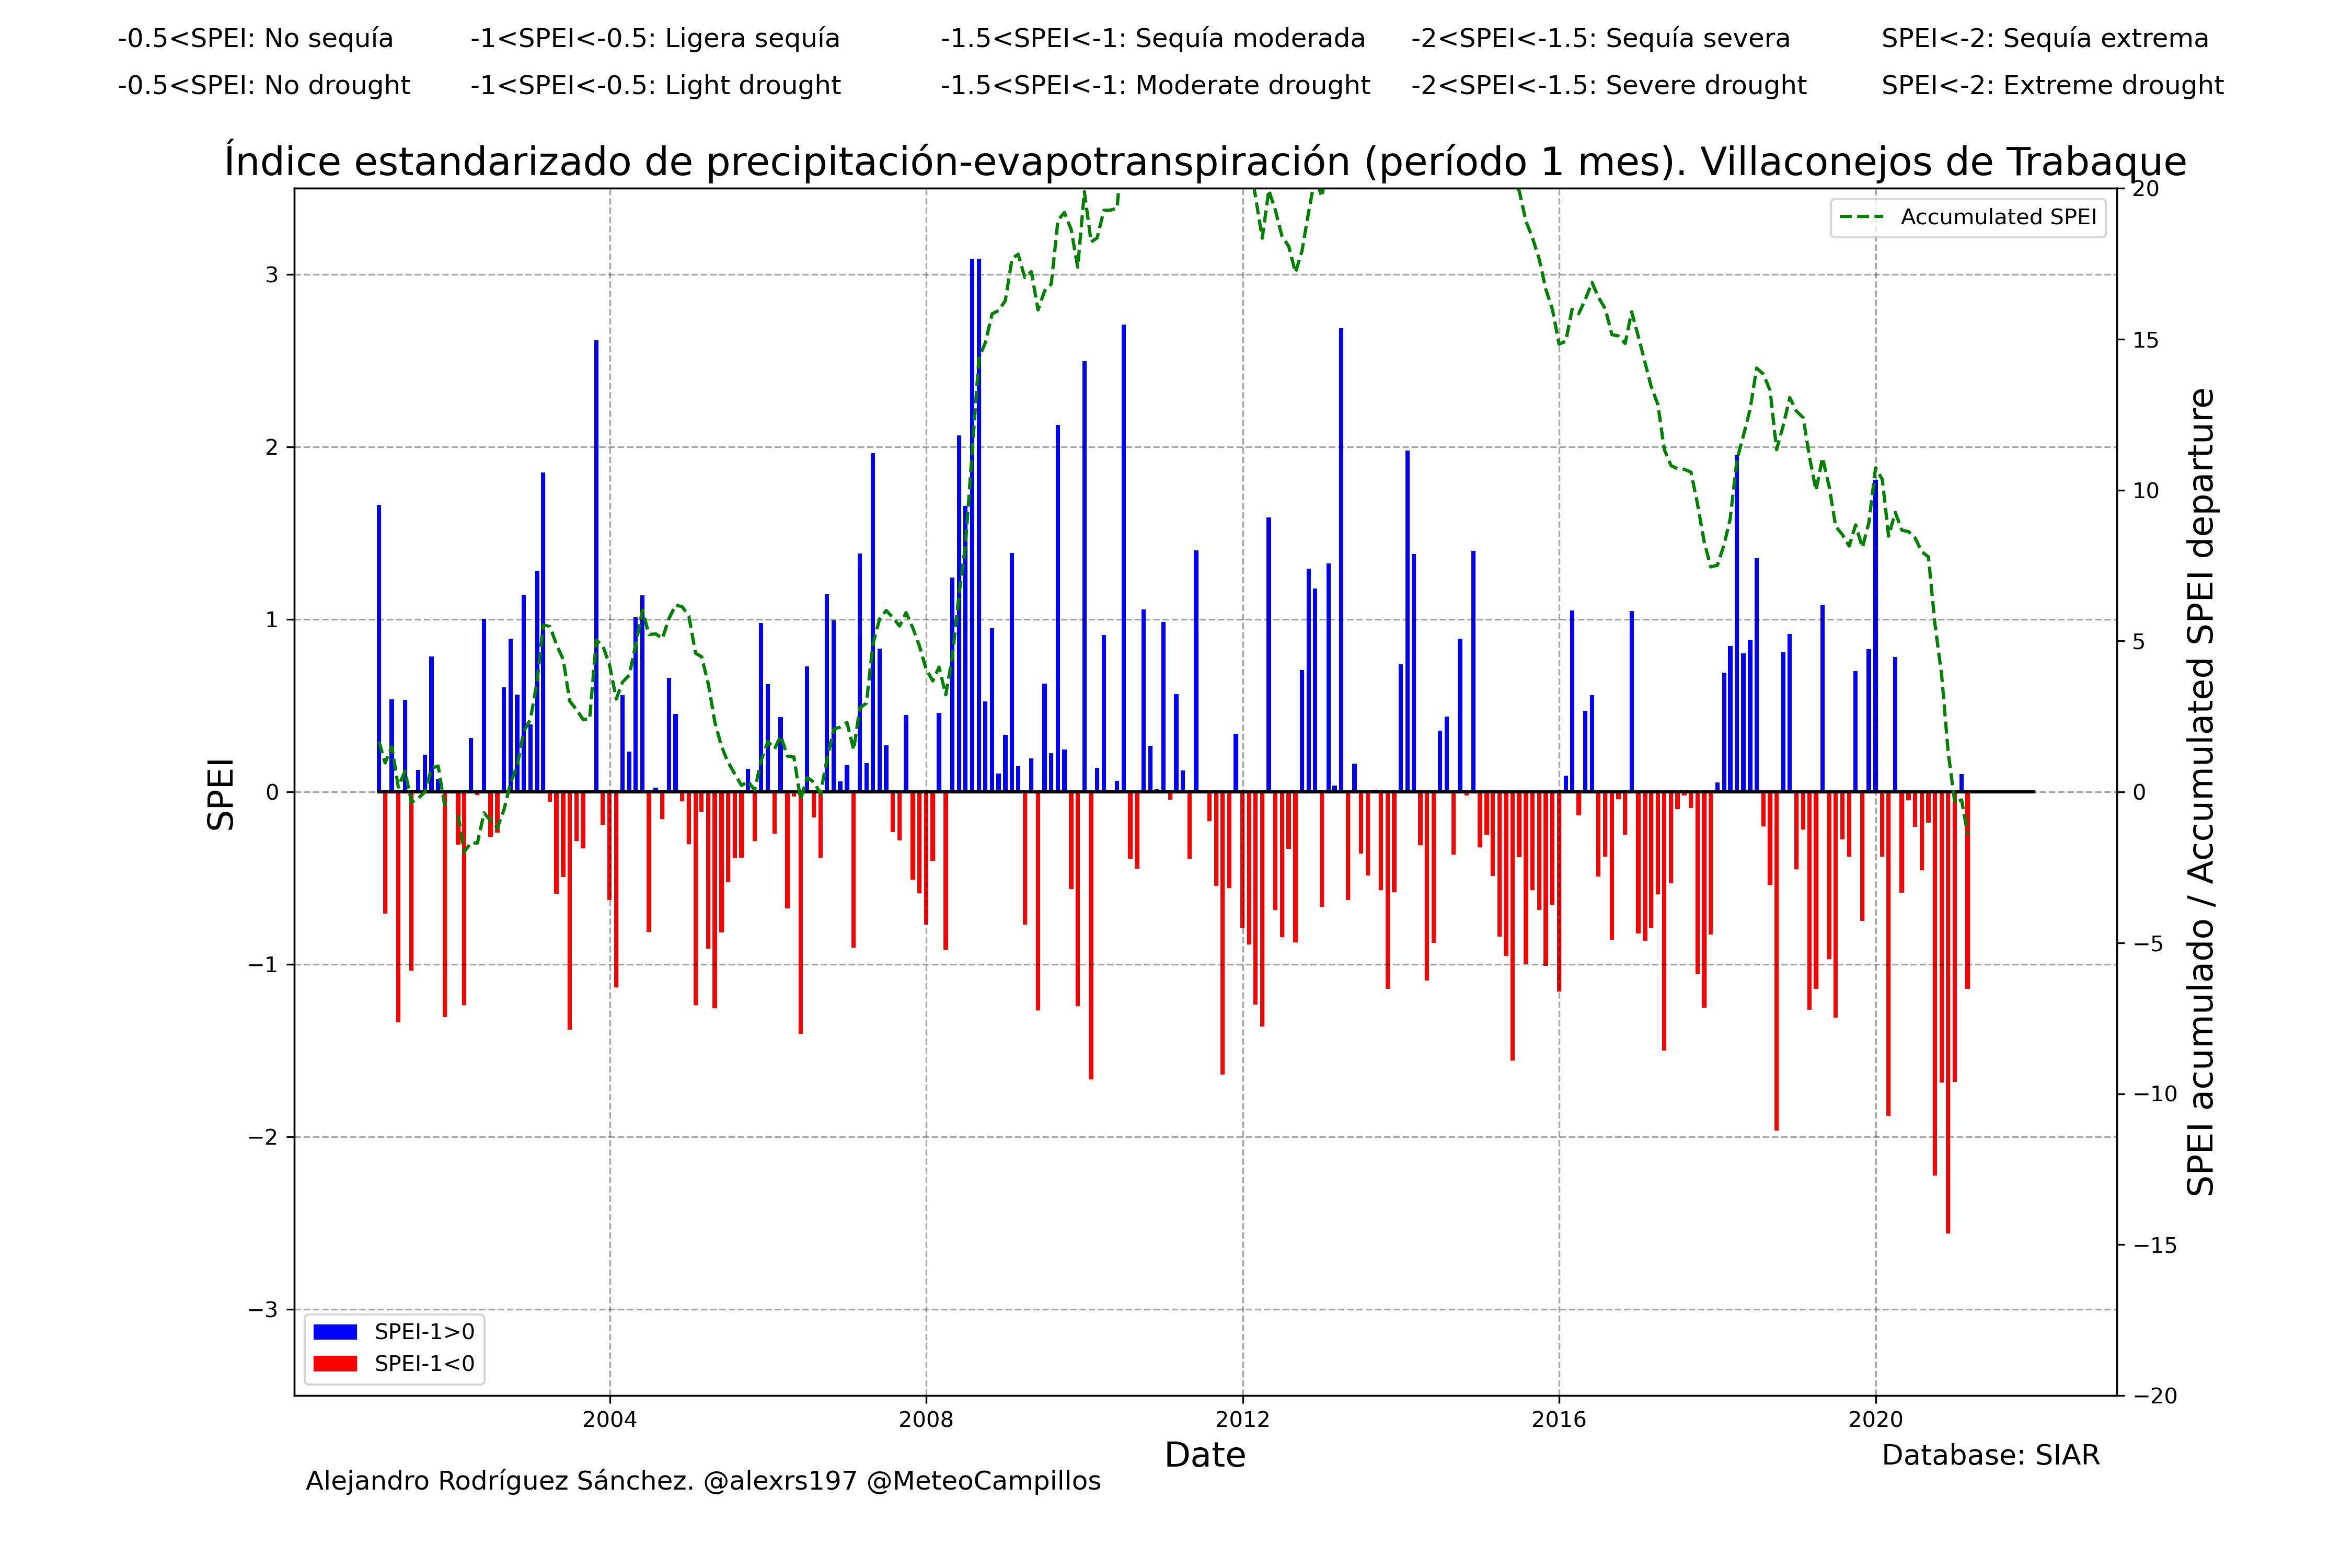 -0.5<SPEI: No sequía -1<SPEI<-0.5: Ligera sequía -1.5<SPEI<-1: Sequía moderada -2<SPEI<-1.5: Sequía severa SPEI<-2: Sequía extrema
-0.5<SPEI: No drought -1<SPEI<-0.5: Light drought -1.5<SPEI<-1: Moderate drought -2<SPEI<-1.5: Severe drought SPEI<-2: Extreme drought
Índice estandarizado de precipitación-evapotranspiración (período 1 mes). Villaconejos de Trabaque
Accumulated SPEI
SPEI
3
2
1
0
−1
−2
−3
20
15
10
5
0
−5
−10
−15
−20
SPEI acumulado / Accumulated SPEI departure
SPEI-1>0
SPEI-1<0
2004 2008 2012 2016 2020
Date
Database: SIAR
Alejandro Rodríguez Sánchez. @alexrs197 @MeteoCampillos